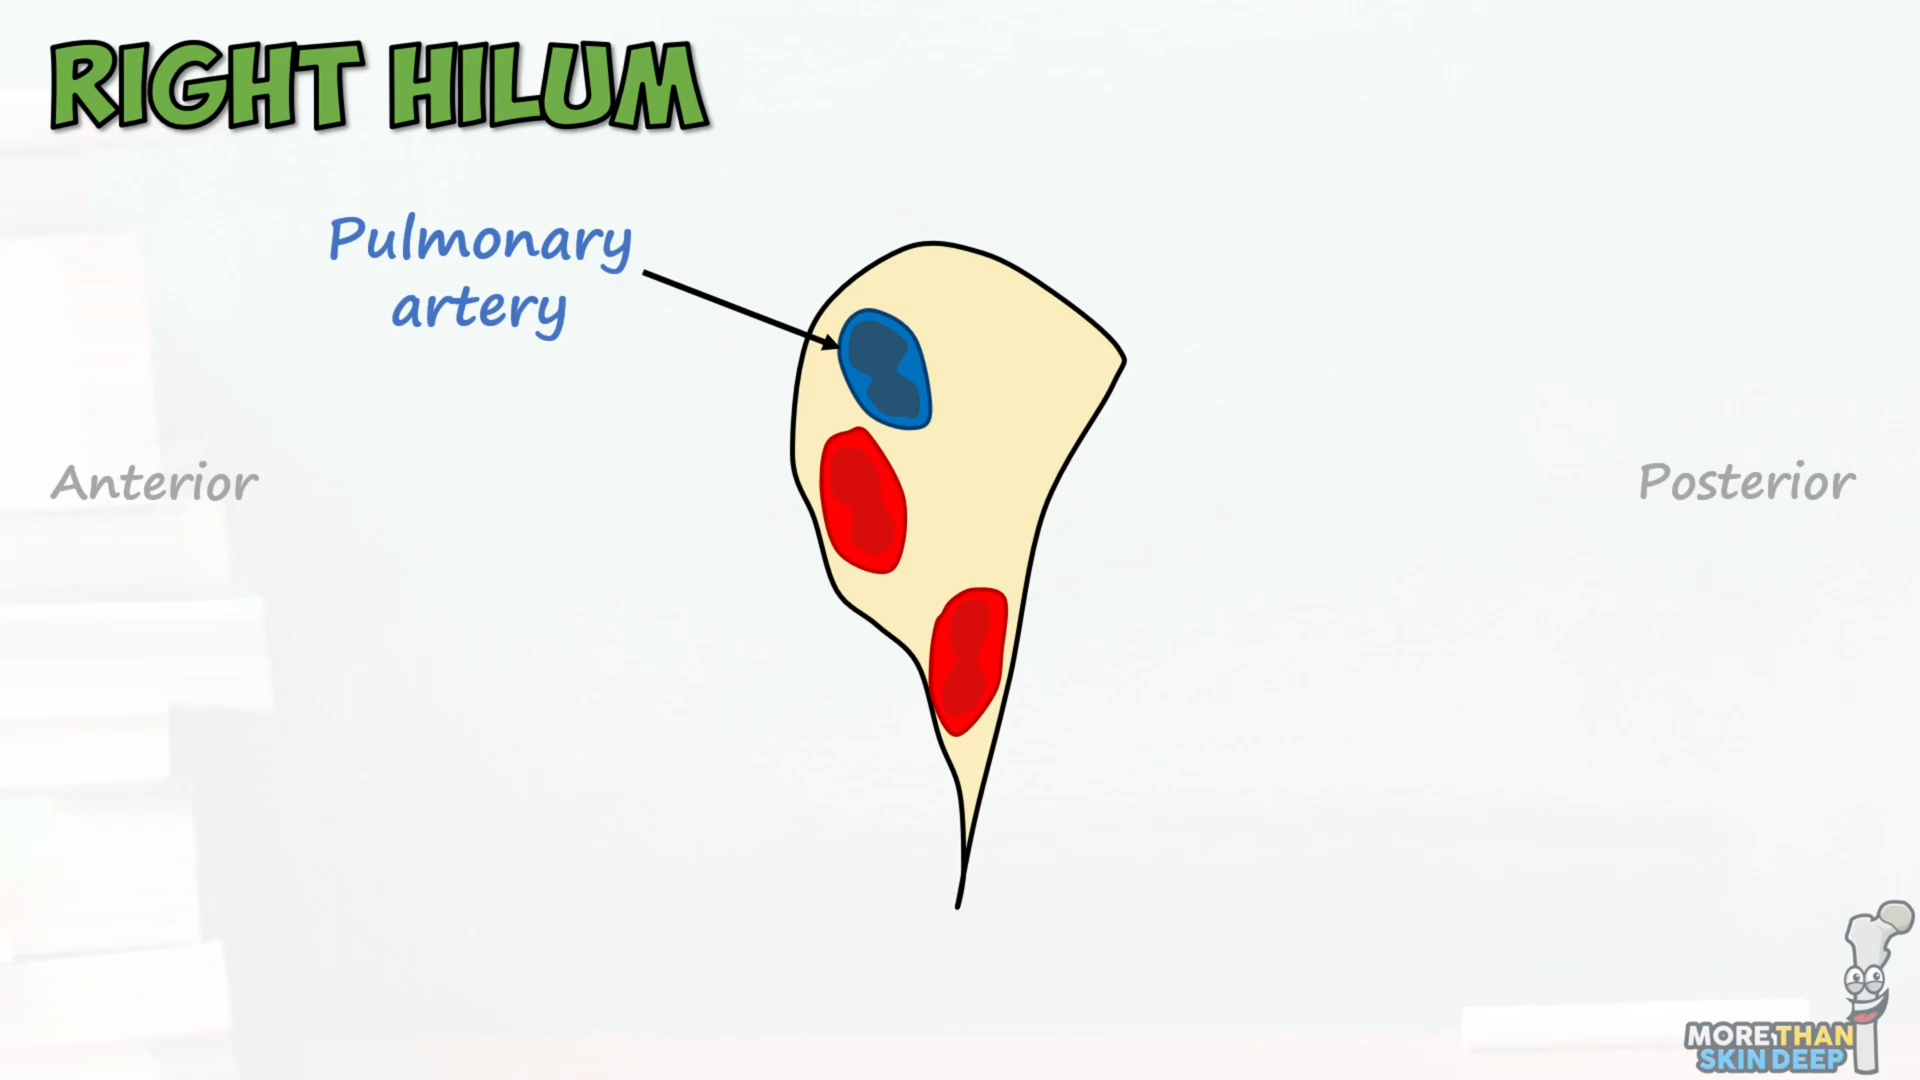 RIGHT HILUM
Pulmonary
artery
Anterior
Posterior
MORE THAN
SKIN DEEP